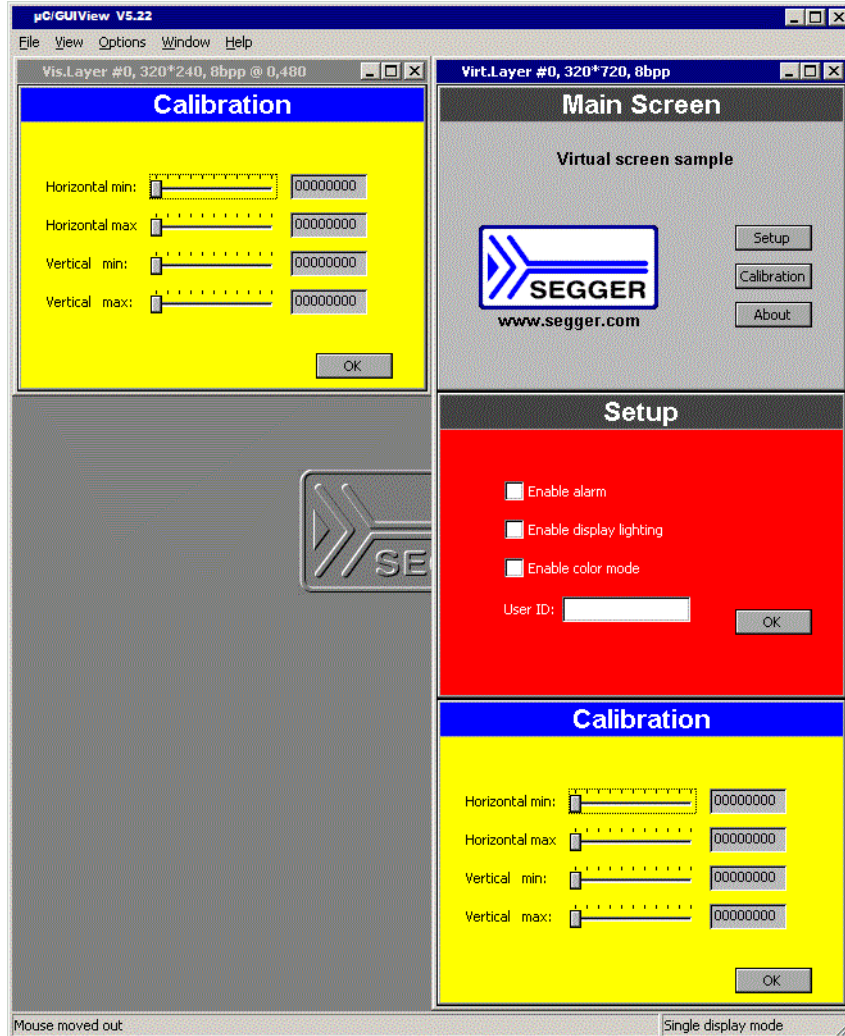 µC/GUIView V5.22
File View Options Window Help
Vis.Layer #0, 320*240, 8bpp @ 0,480
Calibration
Horizontal min: 00000000
Horizontal max 00000000
Vertical min: 00000000
Vertical max: 00000000
OK
SE
Virt.Layer #0, 320*720, 8bpp
Main Screen
Virtual screen sample
SEGGER
www.segger.com
Setup
Calibration
About
Setup
Enable alarm
Enable display lighting
Enable color mode
User ID:
OK
Calibration
Horizontal min: 00000000
Horizontal max 00000000
Vertical min: 00000000
Vertical max: 00000000
OK
Mouse moved out
Single display mode